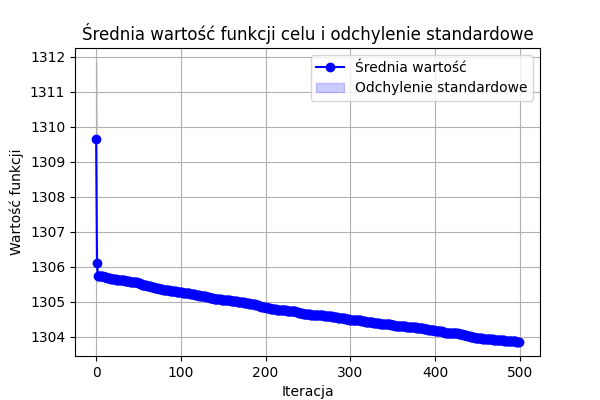 Średnia wartość funkcji celu i odchylenie standardowe
1312
1311
1310
1309
1308
1307
1306
1305
1304
Wartość funkcji
Średnia wartość
Odchylenie standardowe
0 100 200 300 400 500
Iteracja